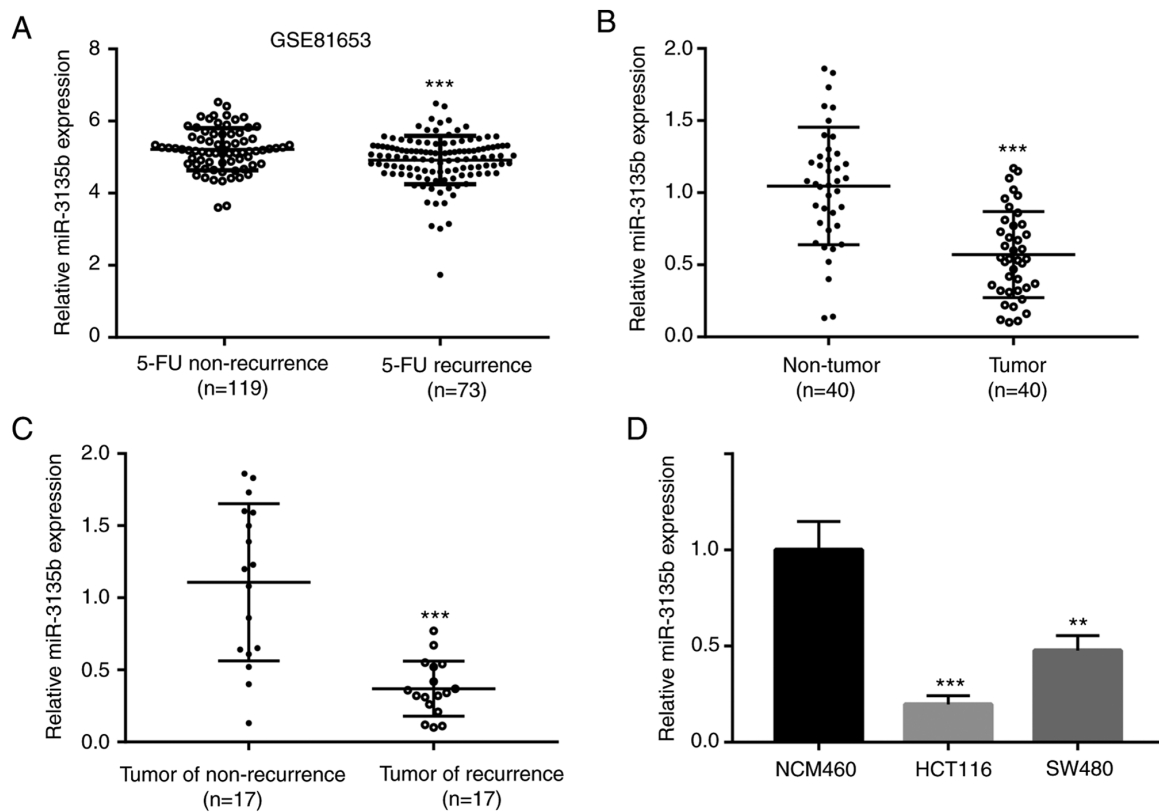 A
GSE81653
Relative miR-3135b expression
8
6
4
2
0
***
5-FU non-recurrence
(n=119)
5-FU recurrence
(n=73)
B
Relative miR-3135b expression
2.0
1.5
1.0
0.5
0.0
***
Non-tumor
(n=40)
Tumor
(n=40)
C
Relative miR-3135b expression
2.0
1.5
1.0
0.5
0.0
***
Tumor of non-recurrence
(n=17)
Tumor of recurrence
(n=17)
D
Relative miR-3135b expression
1.0
0.5
0.0
***
**
NCM460
HCT116
SW480